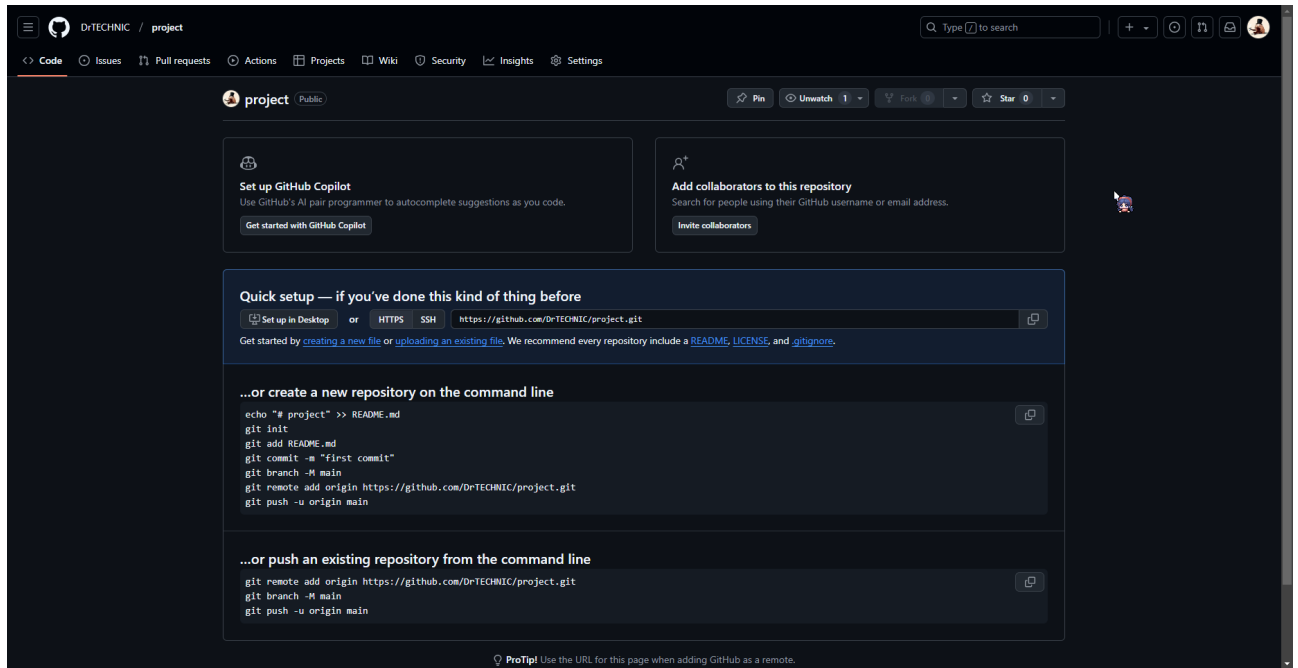 DrTECHNIC / project
Type / to search
Code Issues Pull requests Actions Projects Wiki Security Insights Settings
project Public
Pin Unwatch 1 Fork 0 Star 0
Set up GitHub Copilot
Use GitHub's AI pair programmer to autocomplete suggestions as you code.
Get started with GitHub Copilot
Add collaborators to this repository
Search for people using their GitHub username or email address.
Invite collaborators
Quick setup — if you've done this kind of thing before
Set up in Desktop or HTTPS SSH https://github.com/DrTECHNIC/project.git
Get started by creating a new file or uploading an existing file. We recommend every repository include a README, LICENSE, and .gitignore.
...or create a new repository on the command line
echo "# project" >> README.md
git init
git add README.md
git commit -m "first commit"
git branch -M main
git remote add origin https://github.com/DrTECHNIC/project.git
git push -u origin main
...or push an existing repository from the command line
git remote add origin https://github.com/DrTECHNIC/project.git
git branch -M main
git push -u origin main
ProTip! Use the URL for this page when adding GitHub as a remote.